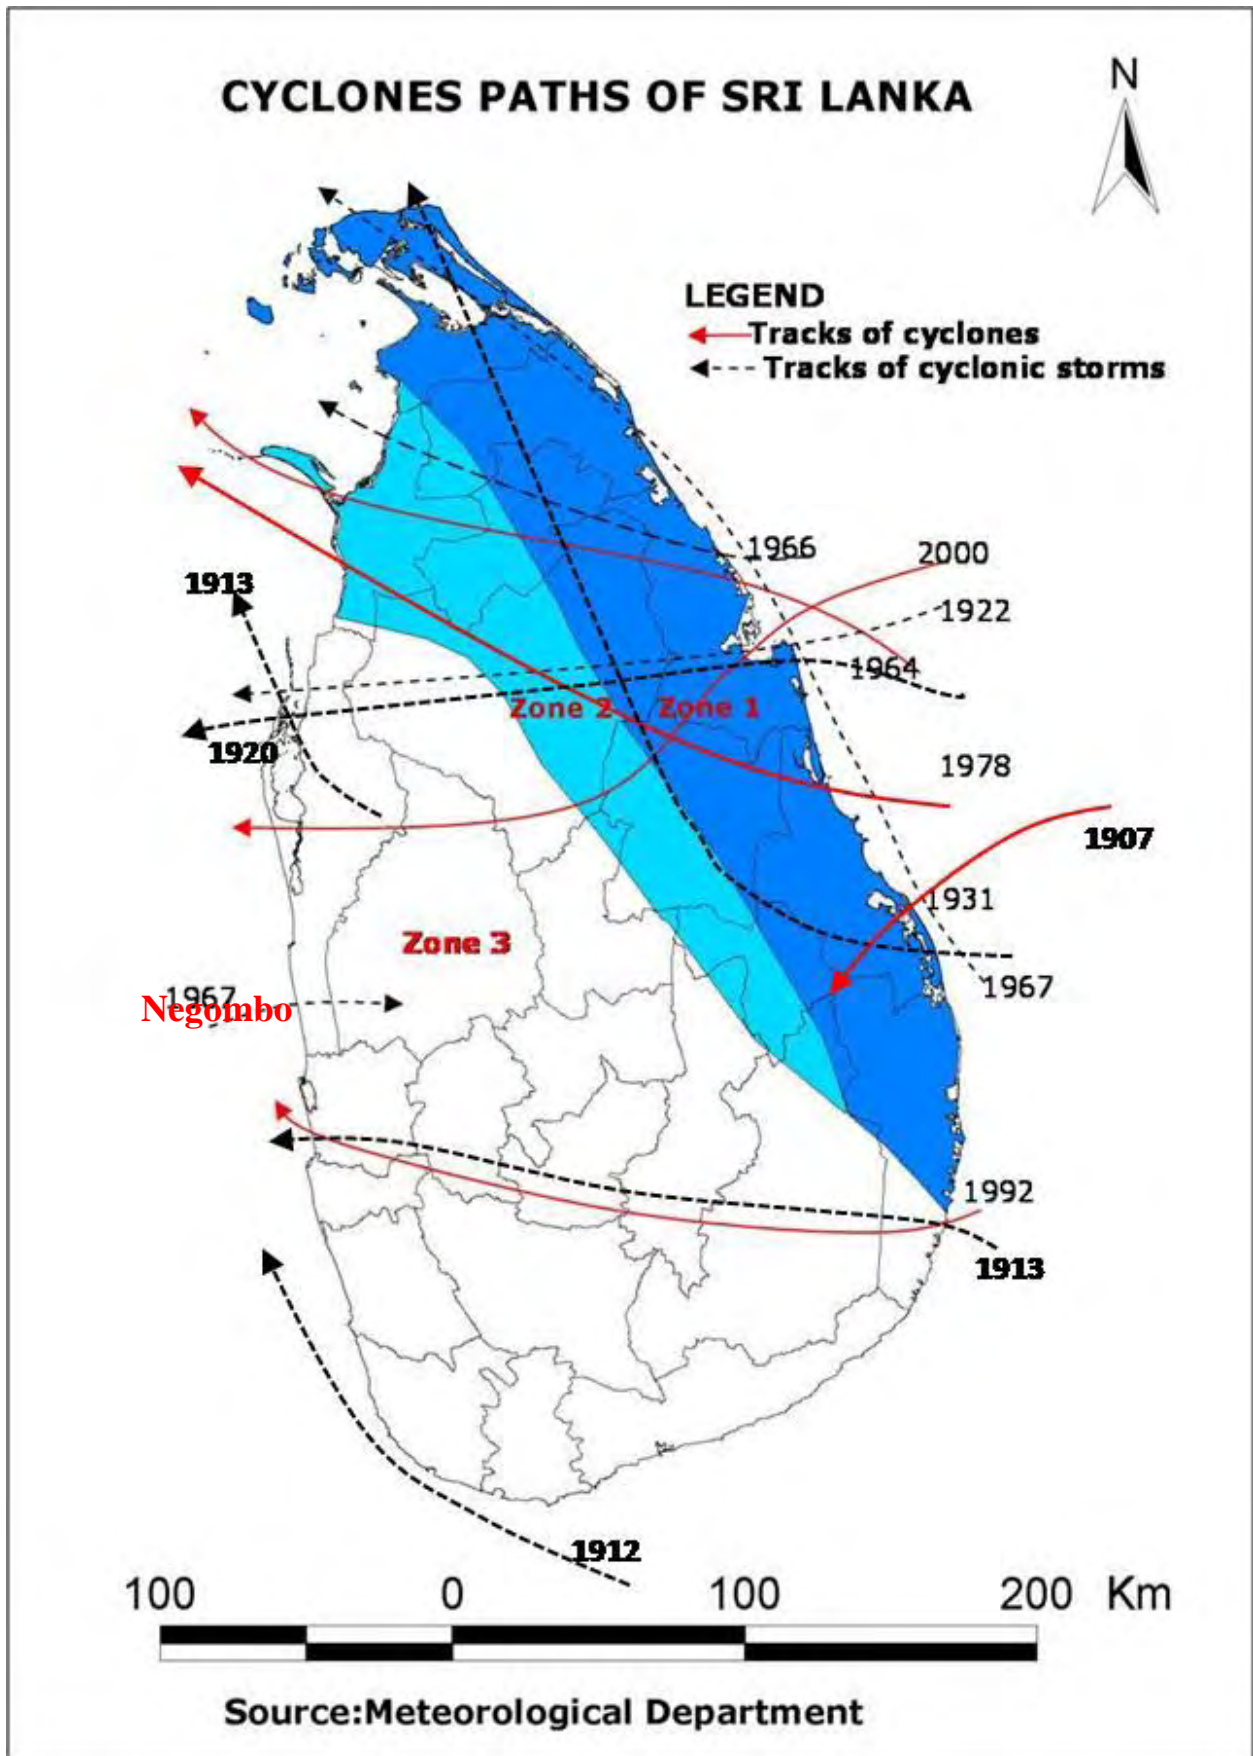 CYCLONES PATHS OF SRI LANKA
N
LEGEND
Tracks of cyclones
Tracks of cyclonic storms
1966
2000
1913
1922
1964
Zone 2
Zone 1
1920
1978
1907
1931
Zone 3
1967
1967
Negombo
1992
1913
1912
100 0 100 200 Km
Source:Meteorological Department